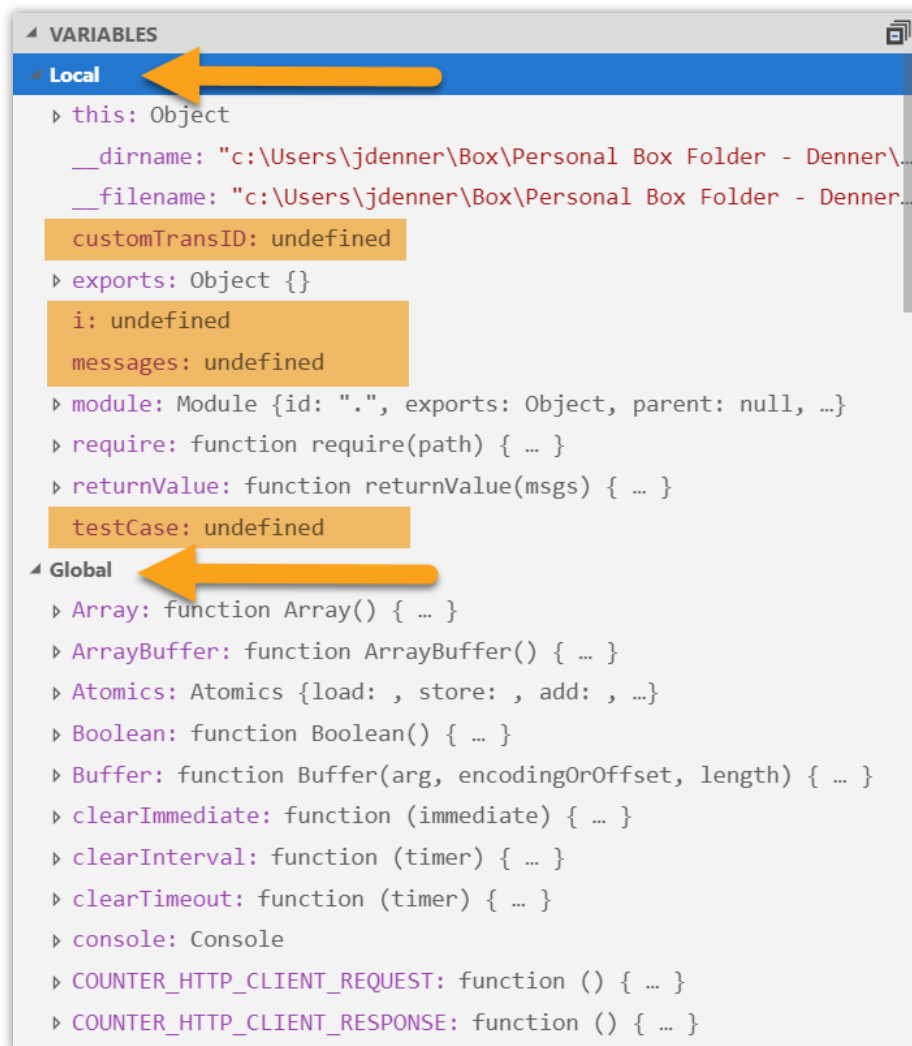 VARIABLES
Local
this: Object
__dirname: "c:\Users\jdenner\Box\Personal Box Folder - Denner\…
__filename: "c:\Users\jdenner\Box\Personal Box Folder - Denner…
customTransID: undefined
exports: Object {}
i: undefined
messages: undefined
module: Module {id: ".", exports: Object, parent: null, …}
require: function require(path) { … }
returnValue: function returnValue(msgs) { … }
testCase: undefined
Global
Array: function Array() { … }
ArrayBuffer: function ArrayBuffer() { … }
Atomics: Atomics {load: , store: , add: , …}
Boolean: function Boolean() { … }
Buffer: function Buffer(arg, encodingOrOffset, length) { … }
clearImmediate: function (immediate) { … }
clearInterval: function (timer) { … }
clearTimeout: function (timer) { … }
console: Console
COUNTER_HTTP_CLIENT_REQUEST: function () { … }
COUNTER_HTTP_CLIENT_RESPONSE: function () { … }